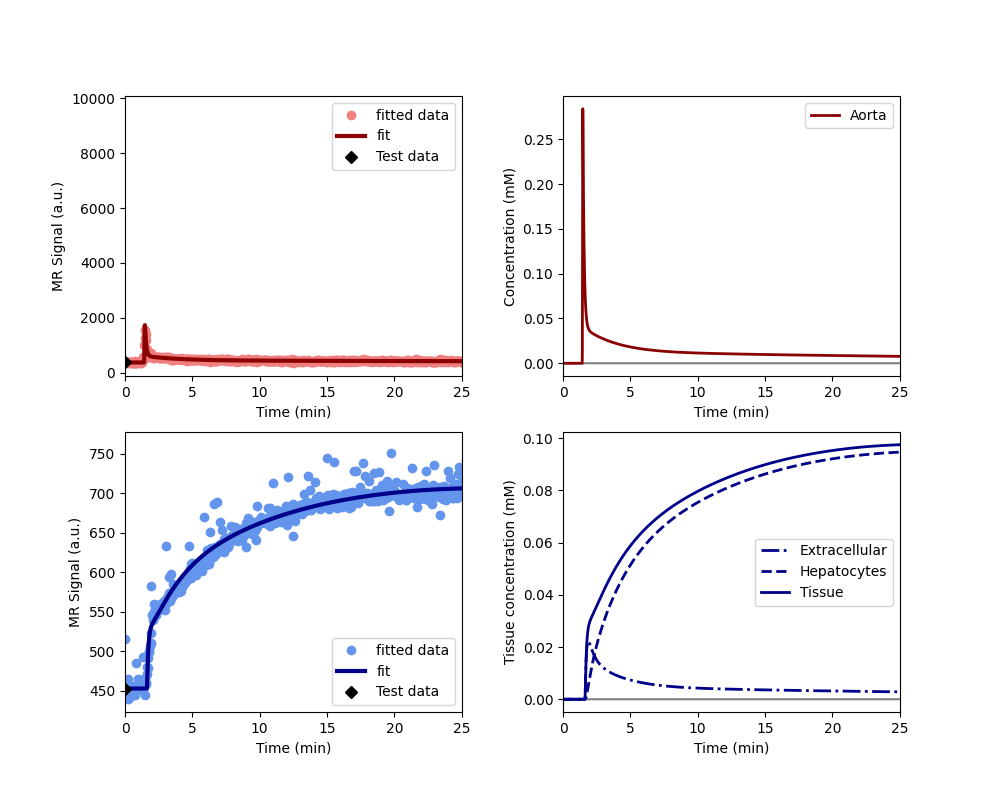 10000
8000
6000
4000
2000
0
MR Signal (a.u.)
fitted data
fit
Test data
0 5 10 15 20 25
Time (min)
0.25
0.20
0.15
0.10
0.05
0.00
Concentration (mM)
Aorta
0 5 10 15 20 25
Time (min)
750
700
650
600
550
500
450
MR Signal (a.u.)
fitted data
fit
Test data
0 5 10 15 20 25
Time (min)
0.10
0.08
0.06
0.04
0.02
0.00
Tissue concentration (mM)
Extracellular
Hepatocytes
Tissue
0 5 10 15 20 25
Time (min)